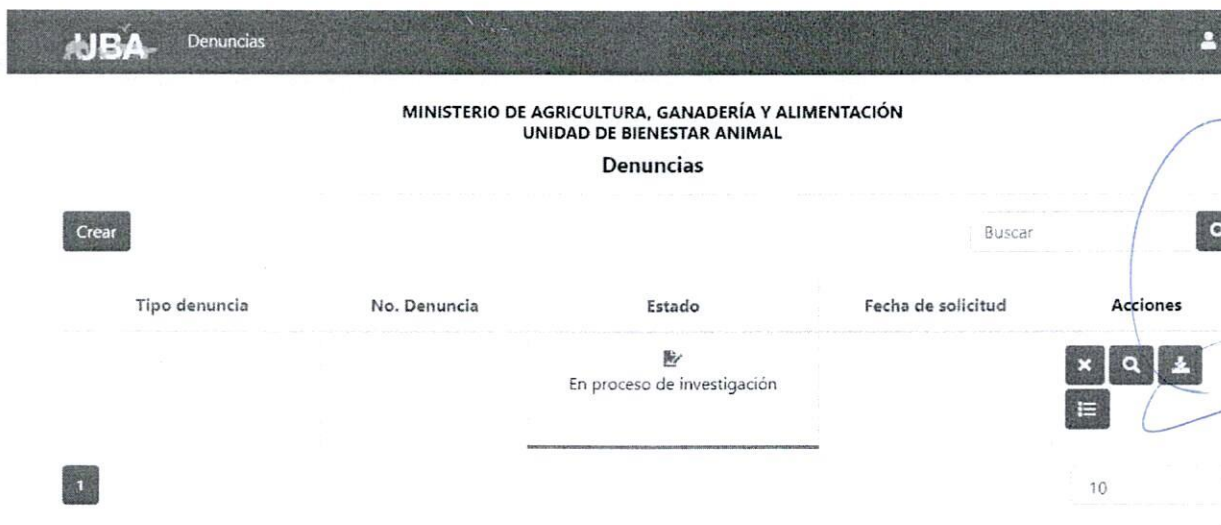 UBA Denuncias
MINISTERIO DE AGRICULTURA, GANADERÍA Y ALIMENTACIÓN
UNIDAD DE BIENESTAR ANIMAL
Denuncias
Crear
Buscar
Tipo denuncia No. Denuncia Estado Fecha de solicitud Acciones
En proceso de investigación
1
10